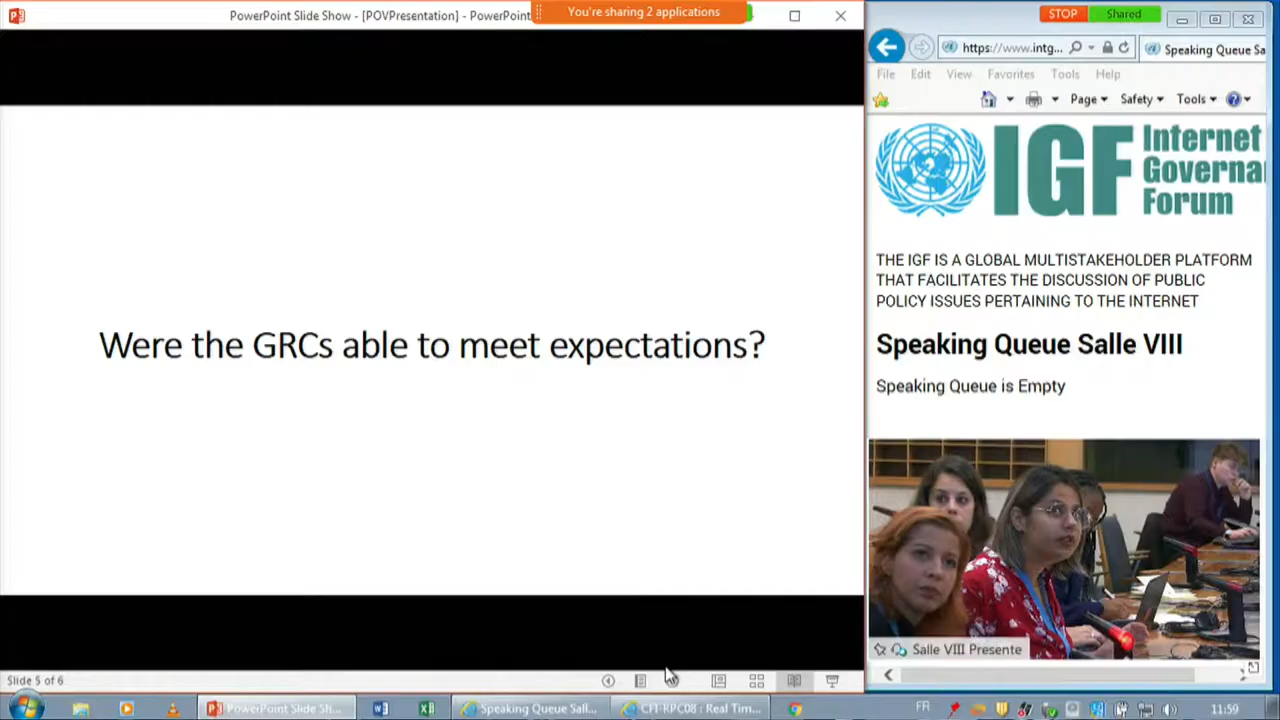 PowerPoint Slide Show - [POVPresentation] - PowerPoint
You're sharing 2 applications
STOP
Shared
https://www.intg...
Speaking Queue Sa
File Edit View Favorites Tools Help
Page Safety Tools
IGF Internet
Governa
Forum
THE IGF IS A GLOBAL MULTISTAKEHOLDER PLATFORM
THAT FACILITATES THE DISCUSSION OF PUBLIC
POLICY ISSUES PERTAINING TO THE INTERNET
Speaking Queue Salle VIII
Speaking Queue is Empty
Were the GRCs able to meet expectations?
Salle VIII Presente
Slide 5 of 6
PowerPoint Slide Sh...
Speaking Queue Sall...
CFI-RPC08 : Real Tim...
FR
11:59